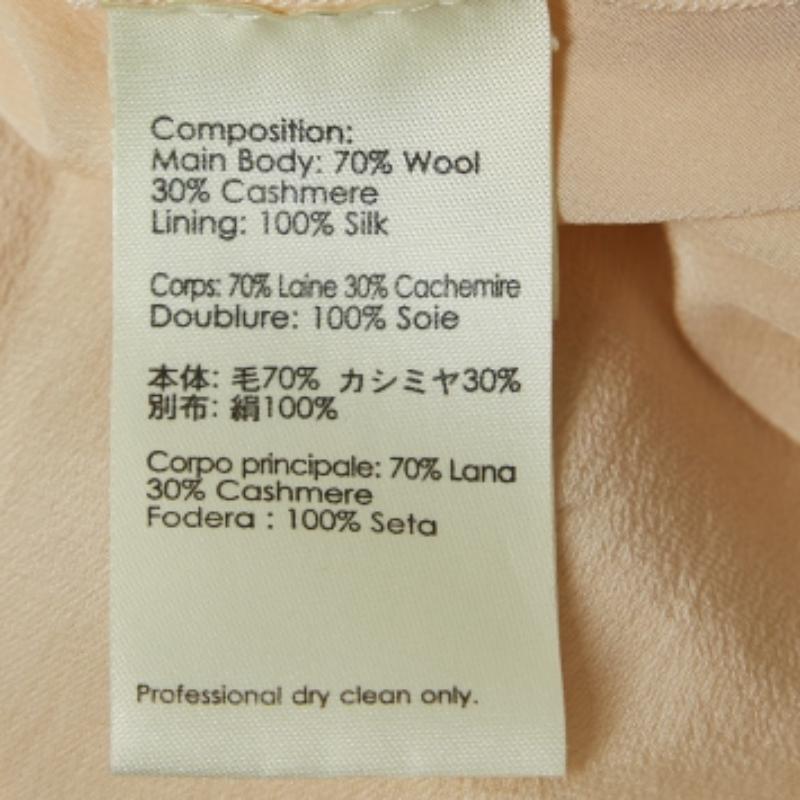 Composition:
Main Body: 70% Wool
30% Cashmere
Lining: 100% Silk
Corps: 70% Laine 30% Cachemire
Doublure: 100% Soie
本体: 毛70% カシミヤ30%
別布: 絹100%
Corpo principale: 70% Lana
30% Cashmere
Fodera : 100% Seta
Professional dry clean only.